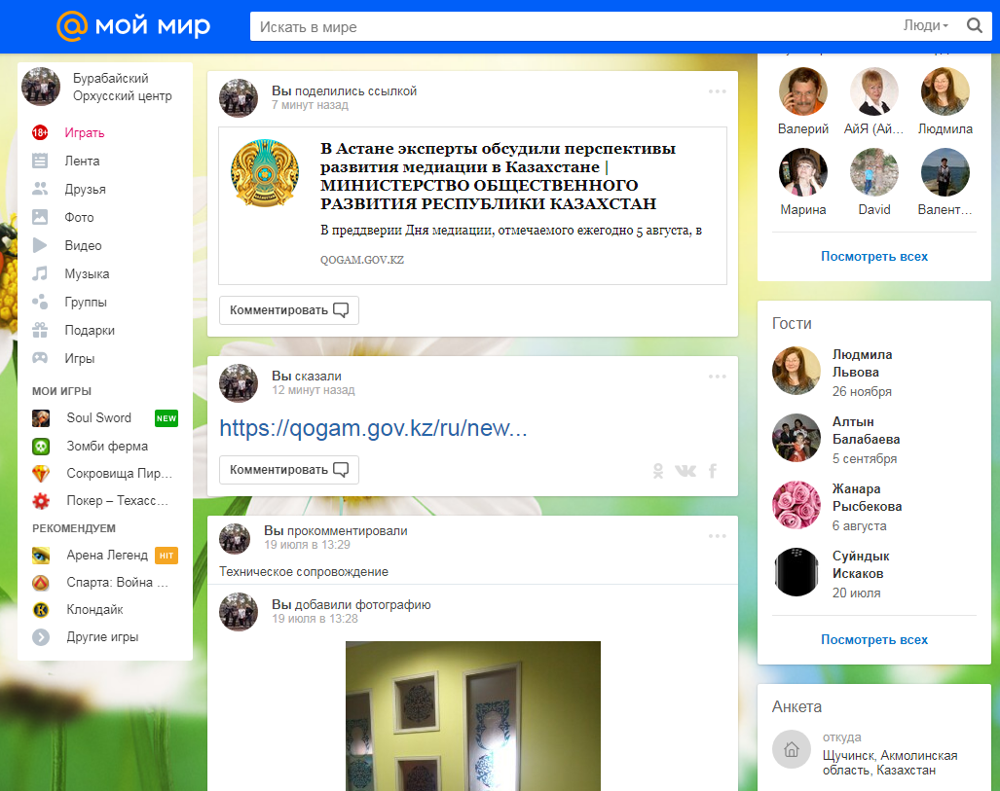 мой мир
Искать в мире
Люди
Бурабайский
Орхусский центр
18+ Играть
Лента
Друзья
Фото
Видео
Музыка
Группы
Подарки
Игры
МОИ ИГРЫ
Soul Sword NEW
Зомби ферма
Сокровища Пир...
Покер – Техасс...
РЕКОМЕНДУЕМ
Арена Легенд HIT
Спарта: Война ...
Клондайк
Другие игры
Вы поделились ссылкой
7 минут назад
В Астане эксперты обсудили перспективы
развития медиации в Казахстане |
МИНИСТЕРСТВО ОБЩЕСТВЕННОГО
РАЗВИТИЯ РЕСПУБЛИКИ КАЗАХСТАН
В преддверии Дня медиации, отмечаемого ежегодно 5 августа, в
QOGAM.GOV.KZ
Комментировать
Вы сказали
12 минут назад
https://qogam.gov.kz/ru/new...
Комментировать
Вы прокомментировали
19 июля в 13:29
Техническое сопровождение
Вы добавили фотографию
19 июля в 13:28
Валерий АйЯ (Ай... Людмила
Марина David Валент...
Посмотреть всех
Гости
Людмила
Львова
26 ноября
Алтын
Балабаева
5 сентября
Жанара
Рысбекова
6 августа
Суйндык
Искаков
20 июля
Посмотреть всех
Анкета
откуда
Щучинск, Акмолинская
область, Казахстан